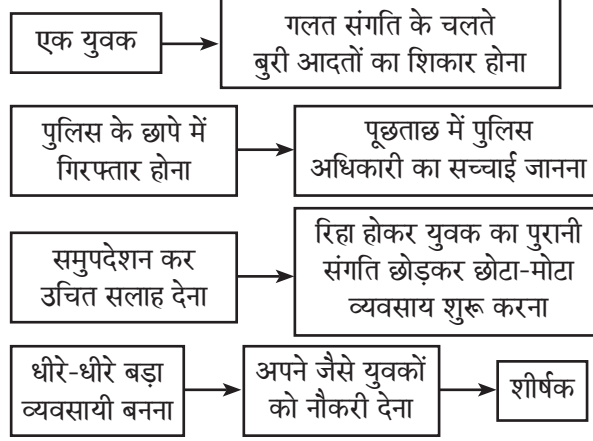 एक युवक
गलत संगति के चलते
बुरी आदतों का शिकार होना
पुलिस के छापे में
गिरफ्तार होना
पूछताछ में पुलिस
अधिकारी का सच्चाई जानना
समुपदेशन कर
उचित सलाह देना
रिहा होकर युवक का पुरानी
संगति छोड़कर छोटा-मोटा
व्यवसाय शुरू करना
धीरे-धीरे बड़ा
व्यवसायी बनना
अपने जैसे युवकों
को नौकरी देना
शीर्षक